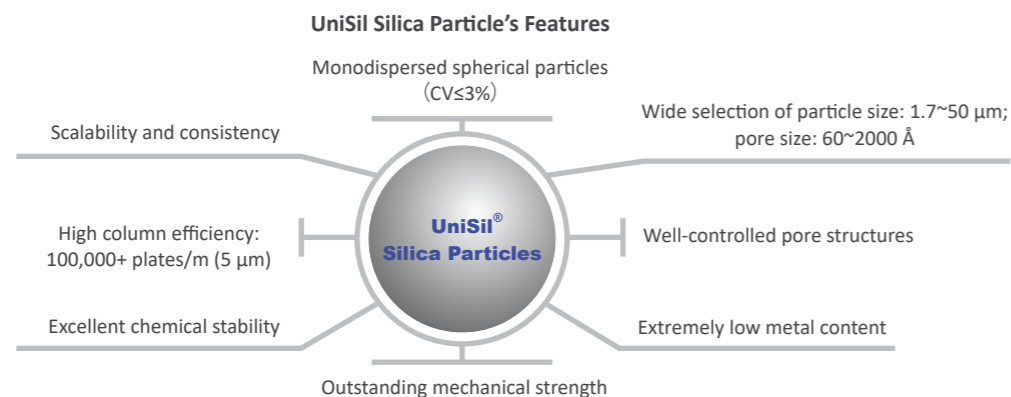 UniSil Silica Particle's Features
Monodispersed spherical particles
（CV≤3%）
Wide selection of particle size: 1.7~50 μm;
pore size: 60~2000 Å
Scalability and consistency
High column efficiency:
100,000+ plates/m (5 μm)
UniSil®
Silica Particles
Well-controlled pore structures
Excellent chemical stability
Extremely low metal content
Outstanding mechanical strength